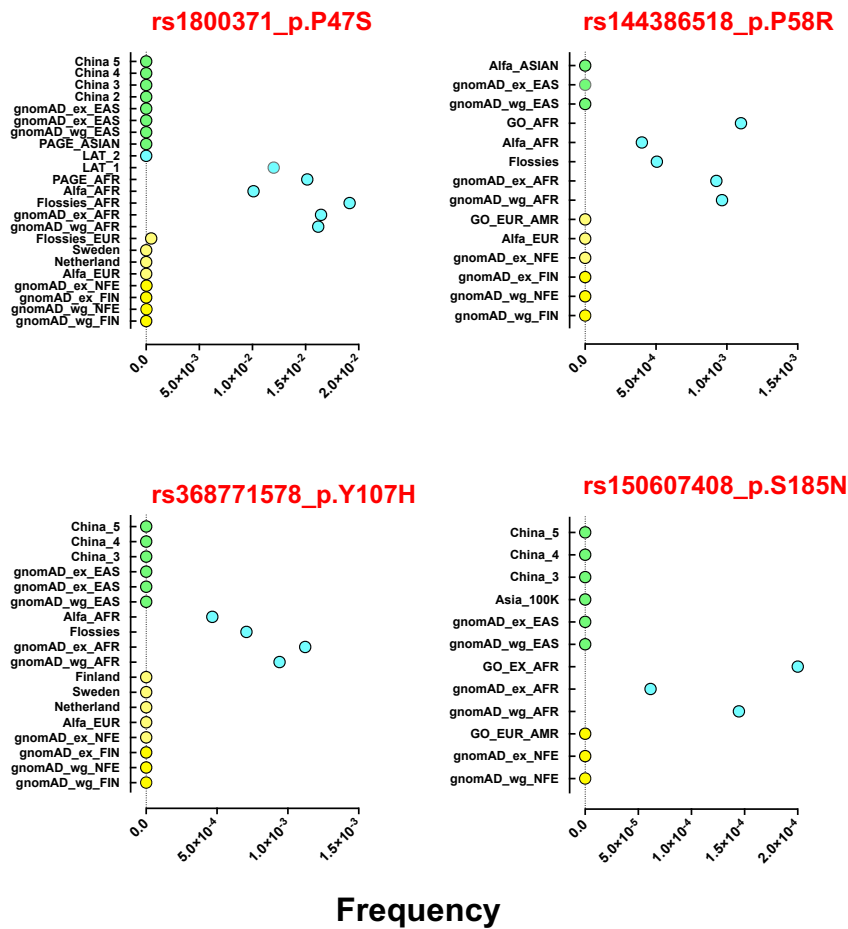 rs1800371_p.P47S
China 5
China 4
China 3
China 2
gnomAD_ex_EAS
gnomAD_ex_EAS
gnomAD_wg_EAS
PAGE_ASIAN
LAT_2
LAT_1
PAGE_AFR
Alfa_AFR
Flossies_AFR
gnomAD_ex_AFR
gnomAD_wg_AFR
Flossies_EUR
Sweden
Netherland
Alfa_EUR
gnomAD_ex_NFE
gnomAD_ex_FIN
gnomAD_wg_NFE
gnomAD_wg_FIN
0.0
5.0×10⁻³
1.0×10⁻²
1.5×10⁻²
2.0×10⁻²
rs144386518_p.P58R
Alfa_ASIAN
gnomAD_ex_EAS
gnomAD_wg_EAS
GO_AFR
Alfa_AFR
Flossies
gnomAD_ex_AFR
gnomAD_wg_AFR
GO_EUR_AMR
Alfa_EUR
gnomAD_ex_NFE
gnomAD_ex_FIN
gnomAD_wg_NFE
gnomAD_wg_FIN
0.0
5.0×10⁻⁴
1.0×10⁻³
1.5×10⁻³
rs368771578_p.Y107H
China_5
China_4
China_3
gnomAD_ex_EAS
gnomAD_ex_EAS
gnomAD_wg_EAS
Alfa_AFR
Flossies
gnomAD_ex_AFR
gnomAD_wg_AFR
Finland
Sweden
Netherland
Alfa_EUR
gnomAD_ex_NFE
gnomAD_ex_FIN
gnomAD_wg_NFE
gnomAD_wg_FIN
0.0
5.0×10⁻⁴
1.0×10⁻³
1.5×10⁻³
rs150607408_p.S185N
China_5
China_4
China_3
Asia_100K
gnomAD_ex_EAS
gnomAD_wg_EAS
GO_EX_AFR
gnomAD_ex_AFR
gnomAD_wg_AFR
GO_EUR_AMR
gnomAD_ex_NFE
gnomAD_wg_NFE
0.0
5.0×10⁻⁵
1.0×10⁻⁴
1.5×10⁻⁴
2.0×10⁻⁴
Frequency